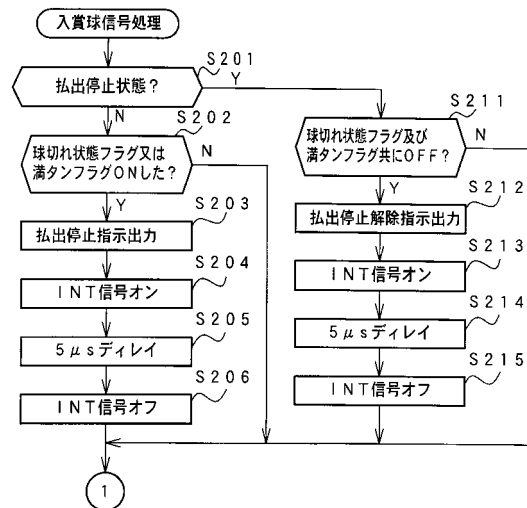 入賞球信号処理
S201
払出停止状態？
Y
N
S202
球切れ状態フラグ又は
満タンフラグONした？
N
Y
S203
払出停止指示出力
S204
INT信号オン
S205
5μsディレイ
S206
INT信号オフ
S211
球切れ状態フラグ及び
満タンフラグ共にOFF？
N
Y
S212
払出停止解除指示出力
S213
INT信号オン
S214
5μsディレイ
S215
INT信号オフ
1